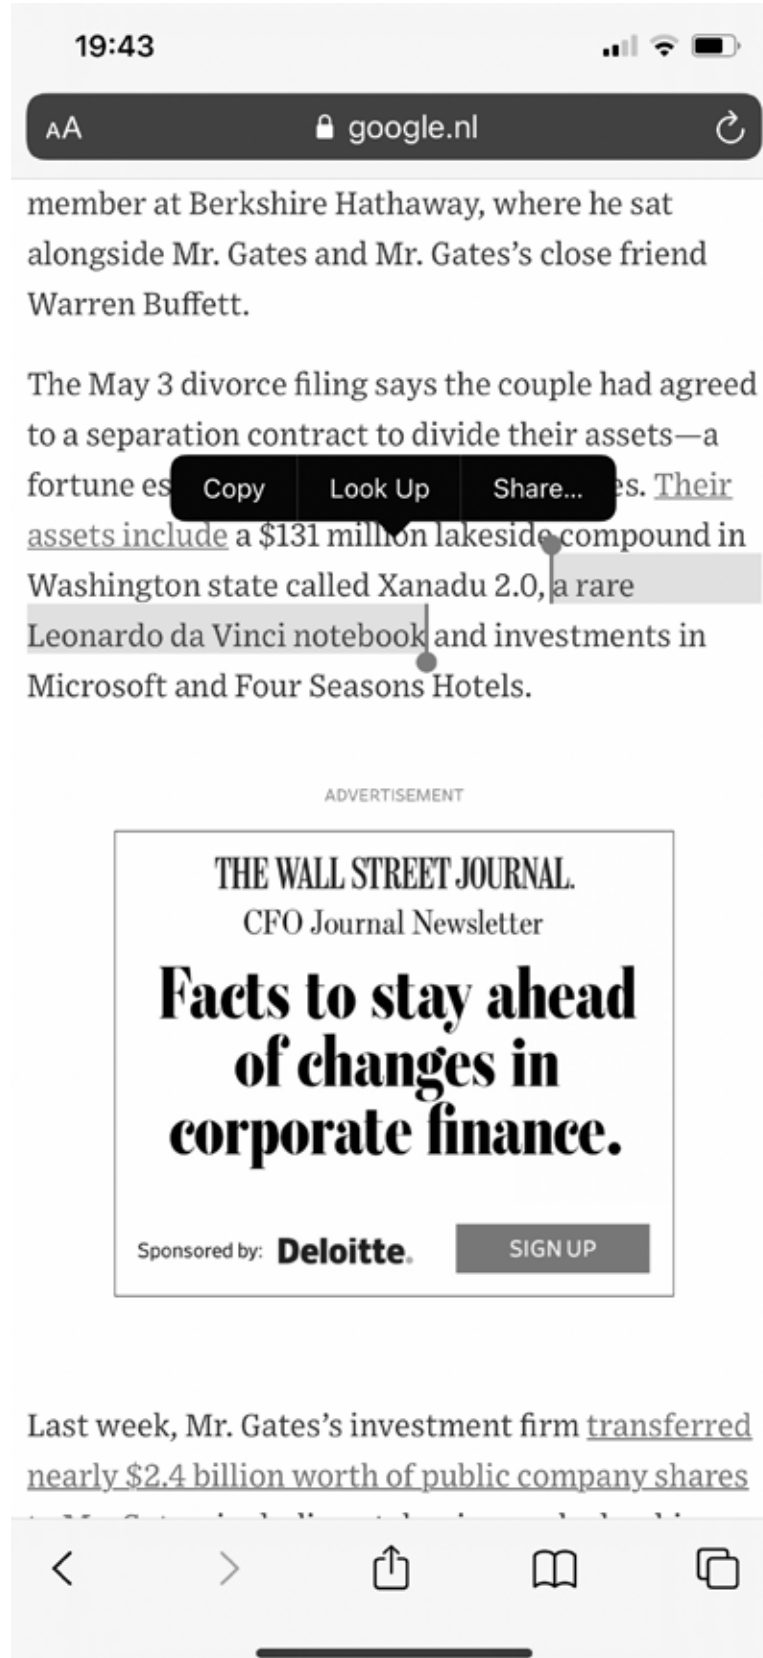 19:43
AA google.nl
member at Berkshire Hathaway, where he sat
alongside Mr. Gates and Mr. Gates’s close friend
Warren Buffett.
The May 3 divorce filing says the couple had agreed
to a separation contract to divide their assets—a
fortune es
Copy Look Up Share...
es. Their
assets include a $131 million lakeside compound in
Washington state called Xanadu 2.0, a rare
Leonardo da Vinci notebook and investments in
Microsoft and Four Seasons Hotels.
ADVERTISEMENT
THE WALL STREET JOURNAL.
CFO Journal Newsletter
Facts to stay ahead
of changes in
corporate finance.
Sponsored by: Deloitte. SIGN UP
Last week, Mr. Gates’s investment firm transferred
nearly $2.4 billion worth of public company shares